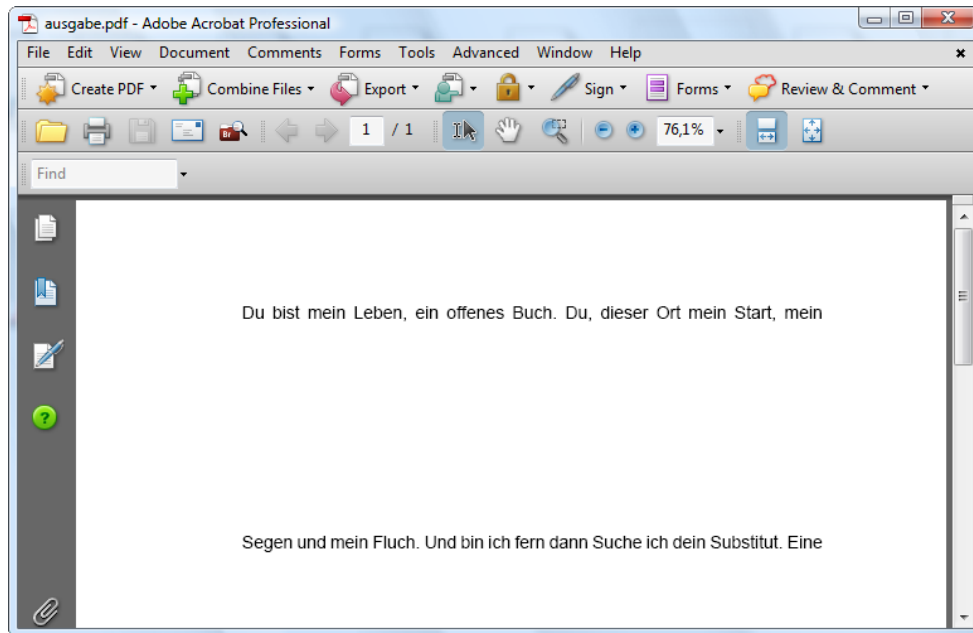 ausgabe.pdf - Adobe Acrobat Professional
File Edit View Document Comments Forms Tools Advanced Window Help
Create PDF Combine Files Export Sign Forms Review & Comment
Br 1 / 1 76,1%
Find
Du bist mein Leben, ein offenes Buch. Du, dieser Ort mein Start, mein
Segen und mein Fluch. Und bin ich fern dann Suche ich dein Substitut. Eine